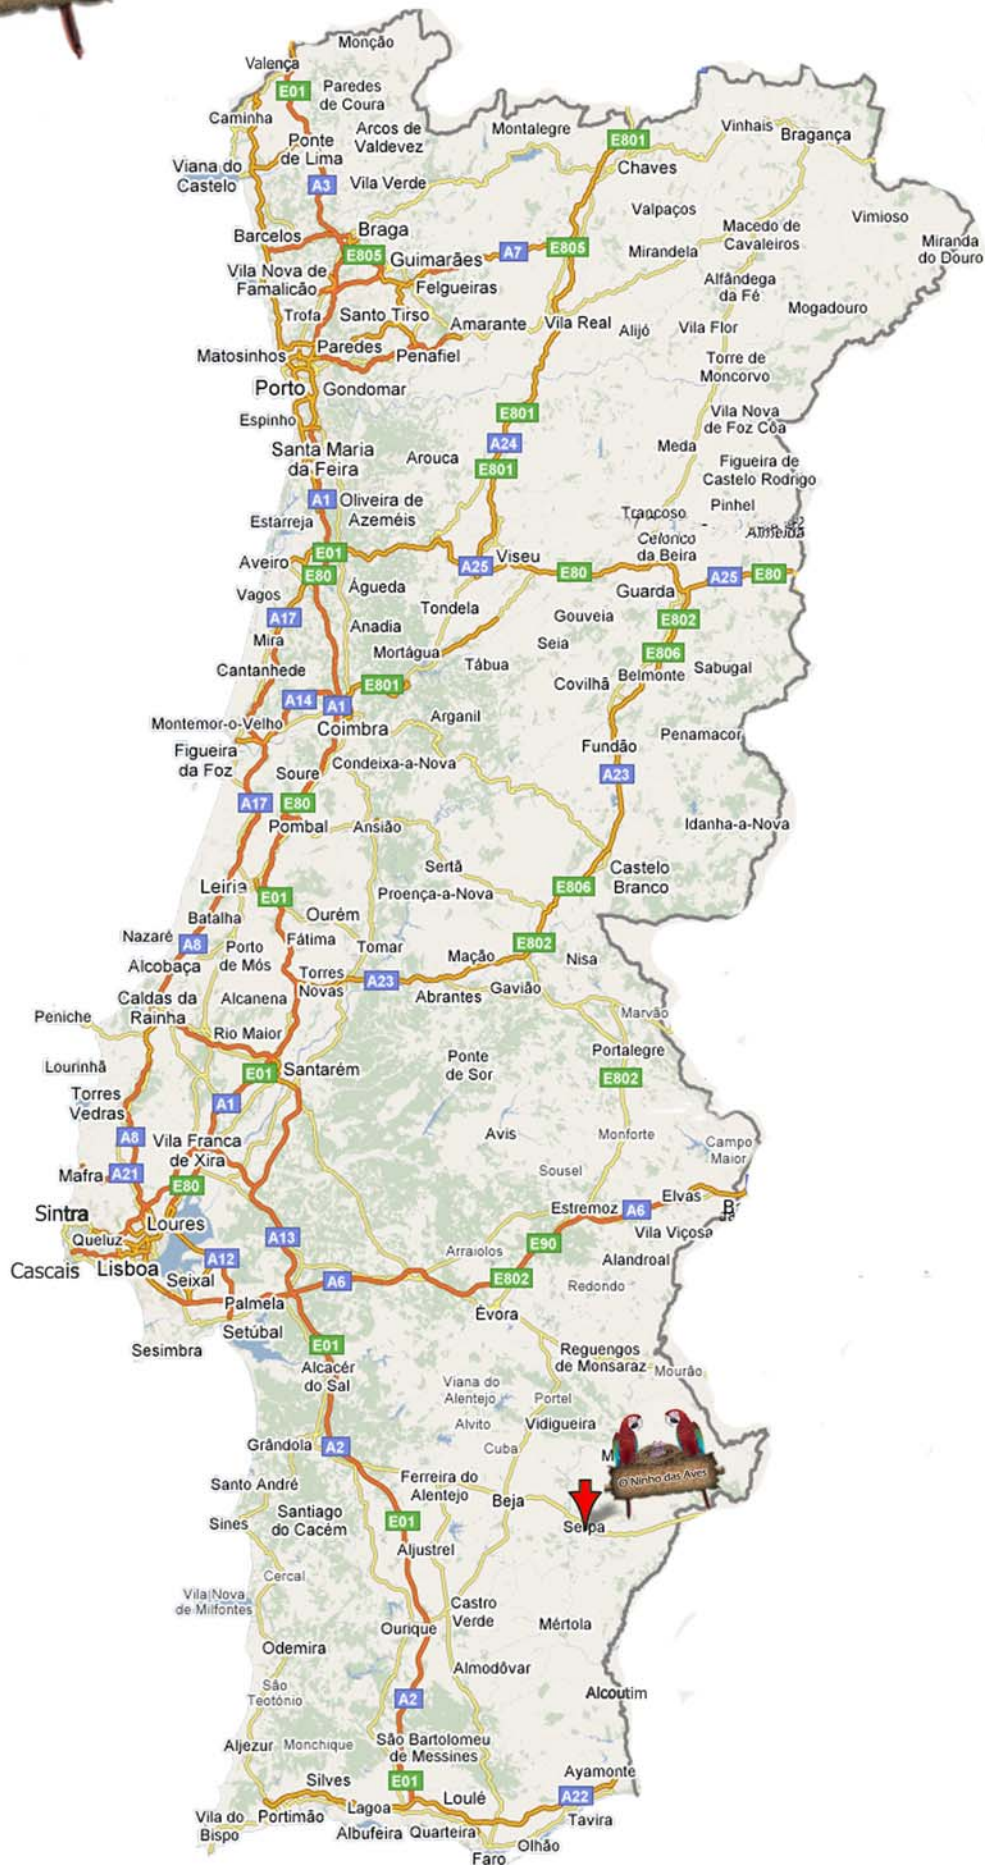 Monção
Valença
E01
Paredes
de Coura
Caminha
Arcos de
Valdevez
Montalegre
E801
Vinhais
Bragança
Ponte
de Lima
Chaves
Viana do
Castelo
A3
Vila Verde
Valpaços
Vimioso
Macedo de
Cavaleiros
Barcelos
Braga
E805
Guimarães
A7
E805
Mirandela
Miranda
do Douro
Vila Nova de
Famalicão
Felgueiras
Alfândega
da Fé
Mogadouro
Trofa
Santo Tirso
Amarante
Vila Real
Alijó
Vila Flor
Matosinhos
Paredes
Penafiel
Torre de
Moncorvo
Porto
Gondomar
Espinho
E801
Vila Nova
de Foz Côa
A24
Meda
Santa Maria
da Feira
Arouca
E801
Figueira de
Castelo Rodrigo
A1
Oliveira de
Azeméis
Pinhel
Estarreja
Trancoso
Almeida
Celorico
da Beira
E01
Aveiro
E80
A25
Viseu
E80
A25
E80
Águeda
Guarda
Vagos
Tondela
Gouveia
E802
A17
Anadia
Mira
Mortágua
Seia
E806
Cantanhede
Tábua
Covilhã
Belmonte
Sabugal
E801
A14
A1
Montemor-o-Velho
Coimbra
Arganil
Penamacor
Figueira
da Foz
Fundão
Soure
Condeixa-a-Nova
A23
A17
E80
Pombal
Ansião
Idanha-a-Nova
Sertã
Castelo
Branco
Leiria
E01
Proença-a-Nova
E806
Batalha
Ourém
Nazaré
A8
Porto
de Mós
Fátima
Tomar
Mação
E802
Nisa
Alcobaça
Torres
Novas
A23
Abrantes
Gavião
Caldas da
Rainha
Alcanena
Peniche
Marvão
Rio Maior
Lourinhã
Santarém
E01
Ponte
de Sor
Portalegre
E802
Torres
Vedras
A1
A8
Vila Franca
de Xira
Avis
Monforte
Campo
Maior
Mafra
A21
E80
Sousel
Sintra
Loures
Estremoz
A6
Elvas
Queluz
A13
Vila Viçosa
Cascais
Lisboa
A12
Arraiolos
E90
Alandroal
Seixal
A6
E802
Redondo
Palmela
Évora
Setúbal
Sesimbra
E01
Reguengos
de Monsaraz
Mourão
Alcacér
do Sal
Viana do
Alentejo
Portel
Alvito
Vidigueira
Grândola
A2
Cuba
M
O Ninho das Aves
Santo André
Ferreira do
Alentejo
Beja
Sines
Santiago
do Cacém
E01
Serpa
Aljustrel
Cercal
Vila Nova
de Milfontes
Castro
Verde
Ourique
Mértola
Odemira
Almodôvar
São
Teotónio
A2
Alcoutim
Aljezur
Monchique
São Bartolomeu
de Messines
Ayamonte
Silves
E01
Loulé
A22
Vila do
Bispo
Portimão
Lagoa
Tavira
Albufeira
Quarteira
Olhão
Faro